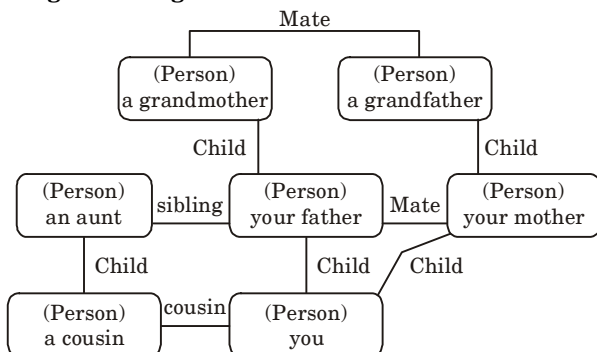 Mate
(Person)
a grandmother
(Person)
a grandfather
Child
Child
(Person)
an aunt
sibling
(Person)
your father
Mate
(Person)
your mother
Child
Child
Child
(Person)
a cousin
cousin
(Person)
you